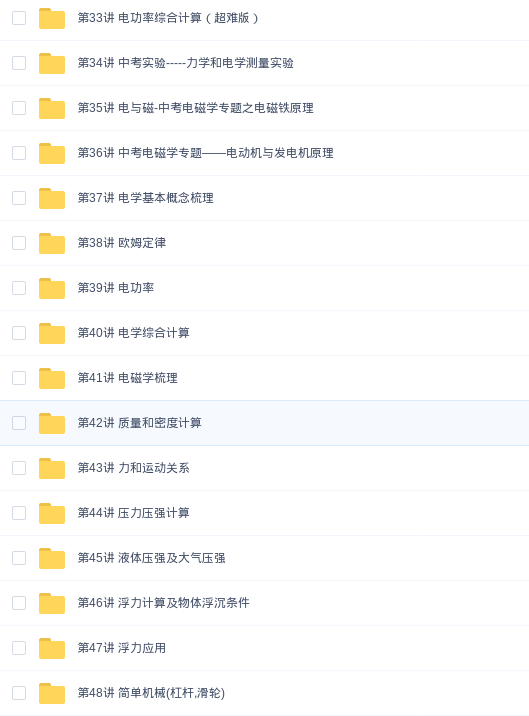 第33讲 电功率综合计算（超难版）
第34讲 中考实验-----力学和电学测量实验
第35讲 电与磁-中考电磁学专题之电磁铁原理
第36讲 中考电磁学专题——电动机与发电机原理
第37讲 电学基本概念梳理
第38讲 欧姆定律
第39讲 电功率
第40讲 电学综合计算
第41讲 电磁学梳理
第42讲 质量和密度计算
第43讲 力和运动关系
第44讲 压力压强计算
第45讲 液体压强及大气压强
第46讲 浮力计算及物体浮沉条件
第47讲 浮力应用
第48讲 简单机械(杠杆,滑轮)